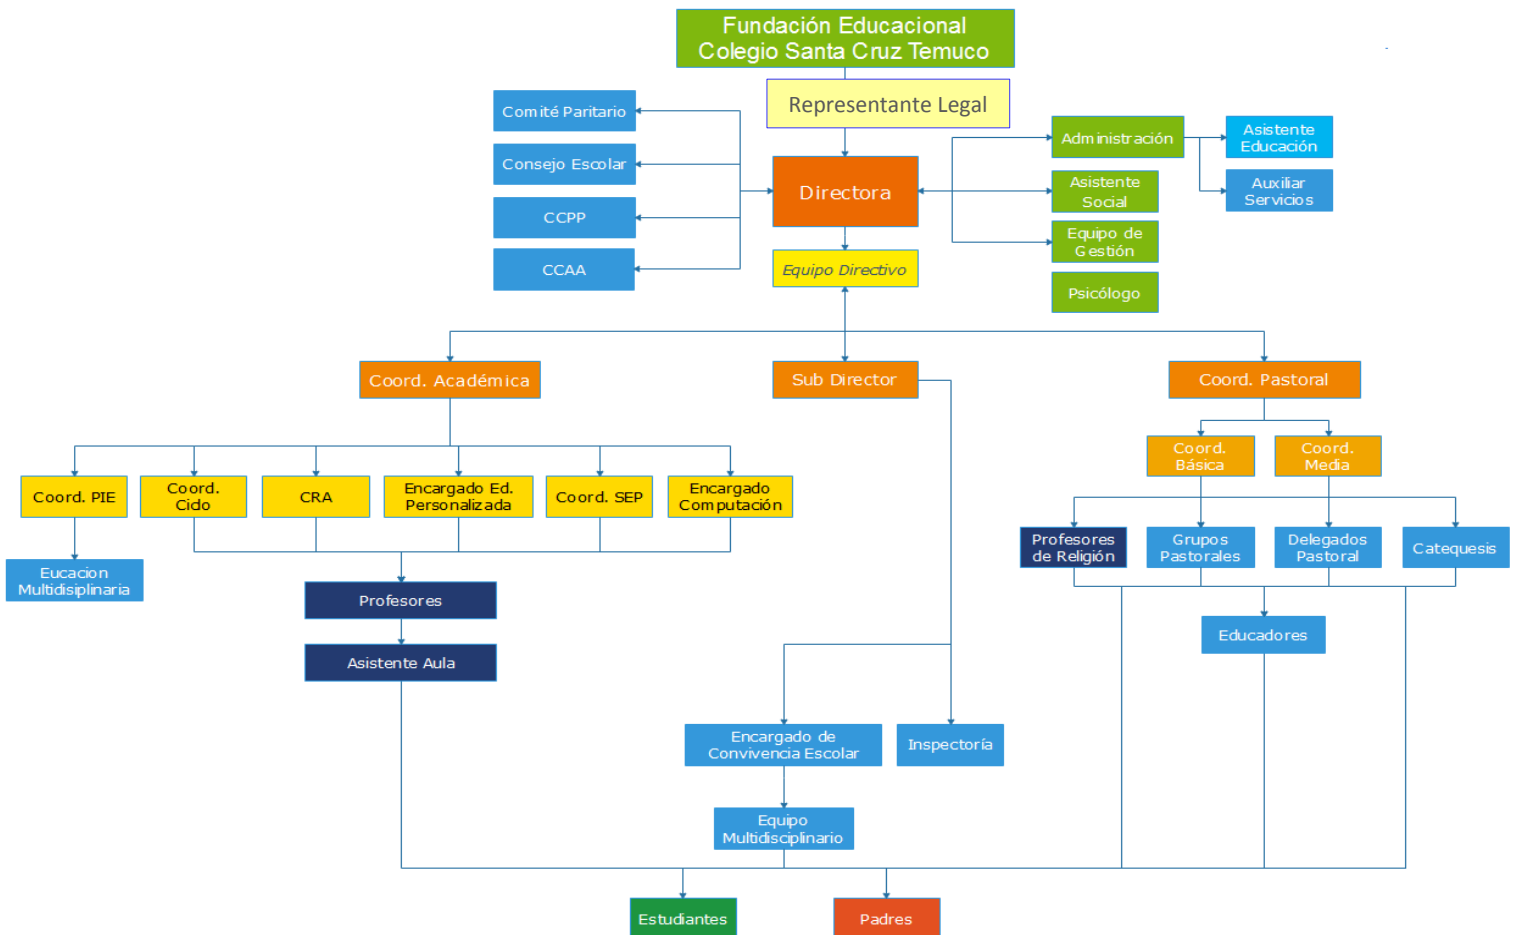 Fundación Educacional
Colegio Santa Cruz Temuco
Representante Legal
Comité Paritario
Consejo Escolar
CCPP
CCAA
Directora
Equipo Directivo
Administración
Asistente
Social
Equipo de
Gestión
Psicólogo
Asistente
Educación
Auxiliar
Servicios
Coord. Académica
Sub Director
Coord. Pastoral
Coord. PIE
Coord.
Ciclo
CRA
Encargado Ed.
Personalizada
Coord. SEP
Encargado
Computación
Coord.
Básica
Coord.
Media
Eucacion
Multidisiplinaria
Profesores
Asistente Aula
Profesores
de Religión
Grupos
Pastorales
Delegados
Pastoral
Catequesis
Educadores
Encargado de
Convivencia Escolar
Inspectoría
Equipo
Multidisciplinario
Estudiantes
Padres